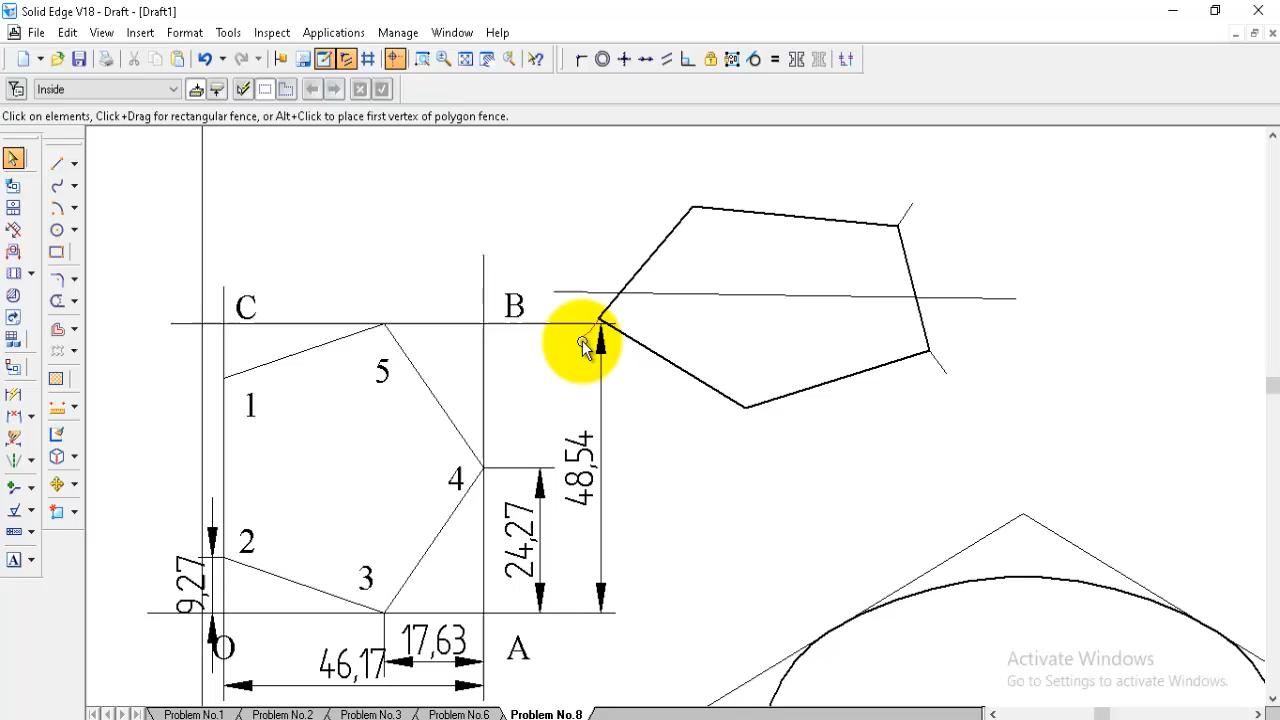 Solid Edge V18 - Draft - [Draft1]
File Edit View Insert Format Tools Inspect Applications Manage Window Help
Inside
Click on elements, Click +Drag for rectangular fence, or Alt+Click to place first vertex of polygon fence.
C
B
5
1
4
48,54
24,27
2
3
9,27
O
A
17,63
46,17
Activate Windows
Go to Settings to activate Windows.
A
Problem No.1 Problem No.2 Problem No.3 Problem No.6 Problem No.8